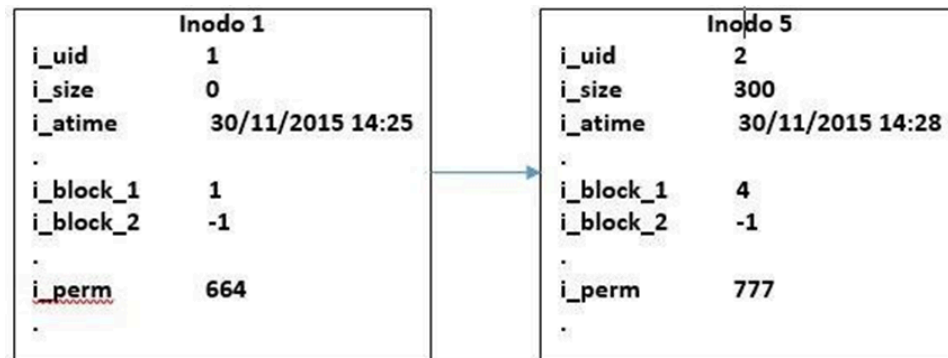 Inodo 1
i_uid 1
i_size 0
i_atime 30/11/2015 14:25
.
i_block_1 1
i_block_2 -1
.
i_perm 664
.
Inodo 5
i_uid 2
i_size 300
i_atime 30/11/2015 14:28
.
i_block_1 4
i_block_2 -1
.
i_perm 777
.